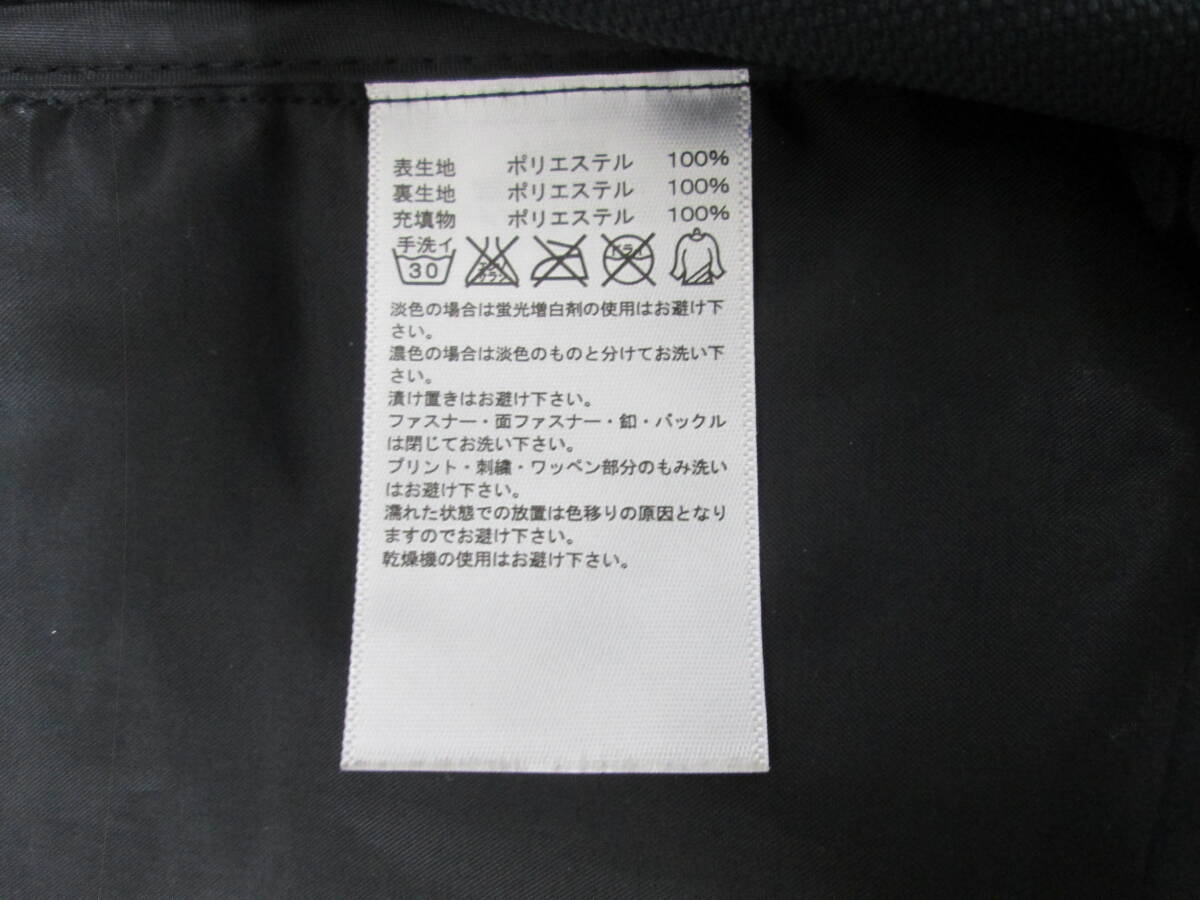 表生地 ポリエステル 100%
裏生地 ポリエステル 100%
充填物 ポリエステル 100%
手洗イ
30 エンソ サラシ ドライ
淡色の場合は蛍光増白剤の使用はお避け下
さい。
濃色の場合は淡色のものと分けてお洗い下
さい。
漬け置きはお避け下さい。
ファスナー・面ファスナー・釦・バックル
は閉じてお洗い下さい。
プリント・刺繍・ワッペン部分のもみ洗い
はお避け下さい。
濡れた状態での放置は色移りの原因となり
ますのでお避け下さい。
乾燥機の使用はお避け下さい。